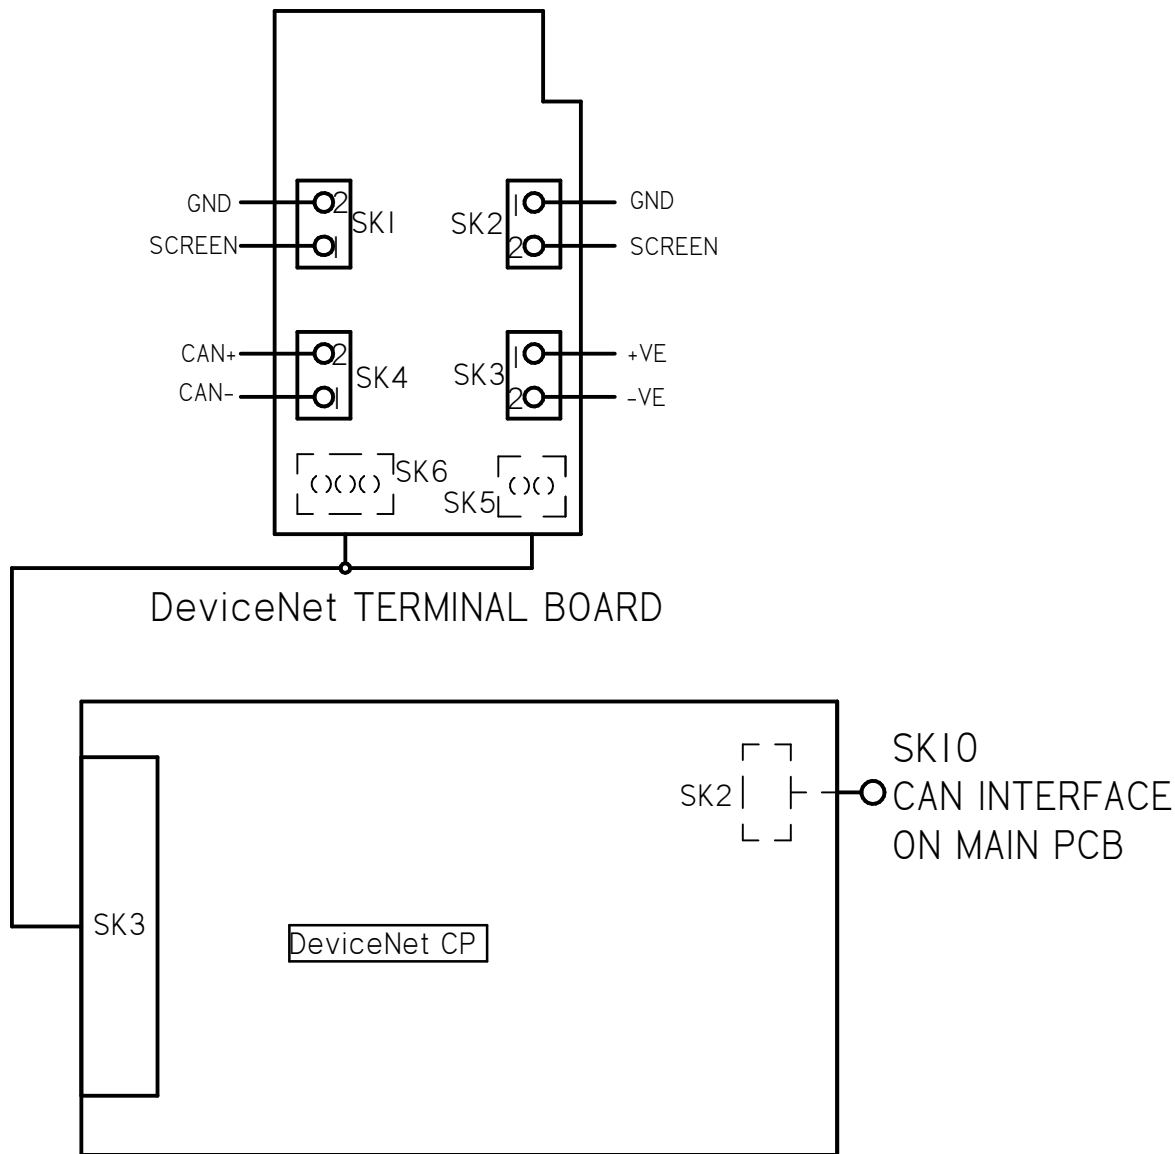 GND
2
SK1
SCREEN
1
1
SK2
GND
2
SCREEN
CAN+
2
SK4
CAN-
1
1
SK3
+VE
2
-VE
SK6
SK5
DeviceNet TERMINAL BOARD
SK10
SK2
CAN INTERFACE
ON MAIN PCB
SK3
DeviceNet CP